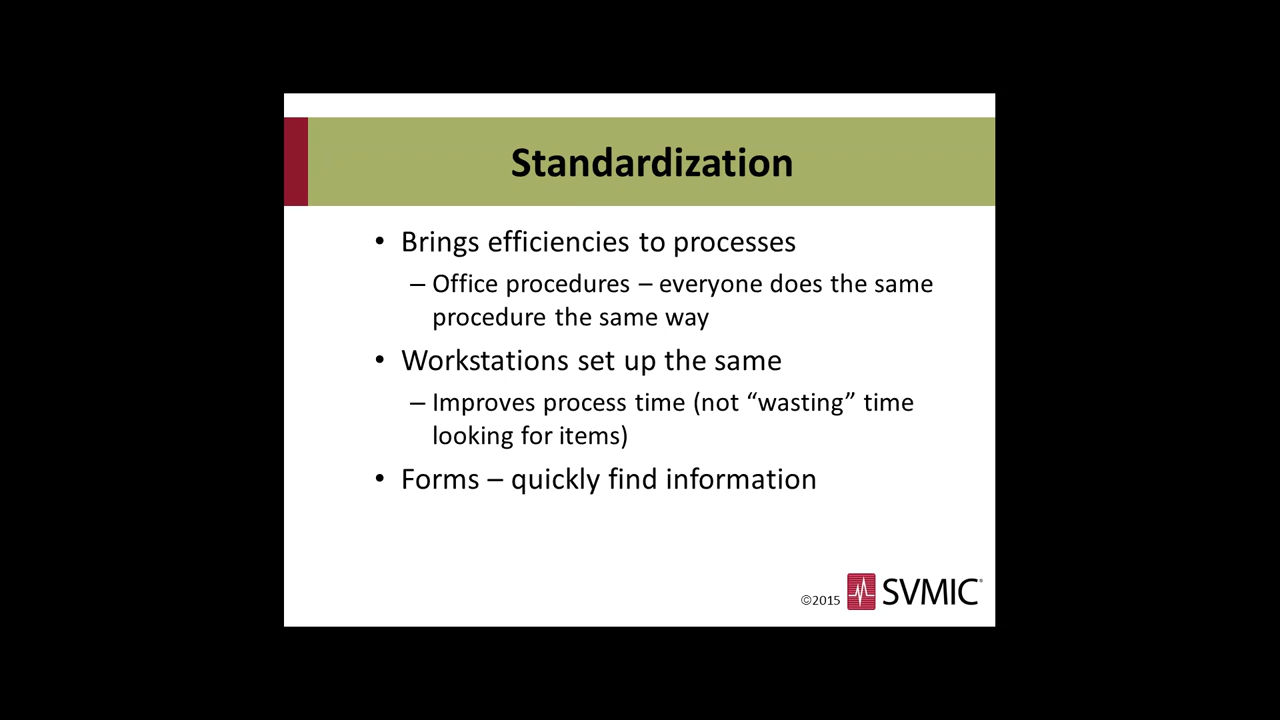 Standardization
• Brings efficiencies to processes
– Office procedures – everyone does the same
procedure the same way
• Workstations set up the same
– Improves process time (not “wasting” time
looking for items)
• Forms – quickly find information
©2015 SVMIC®